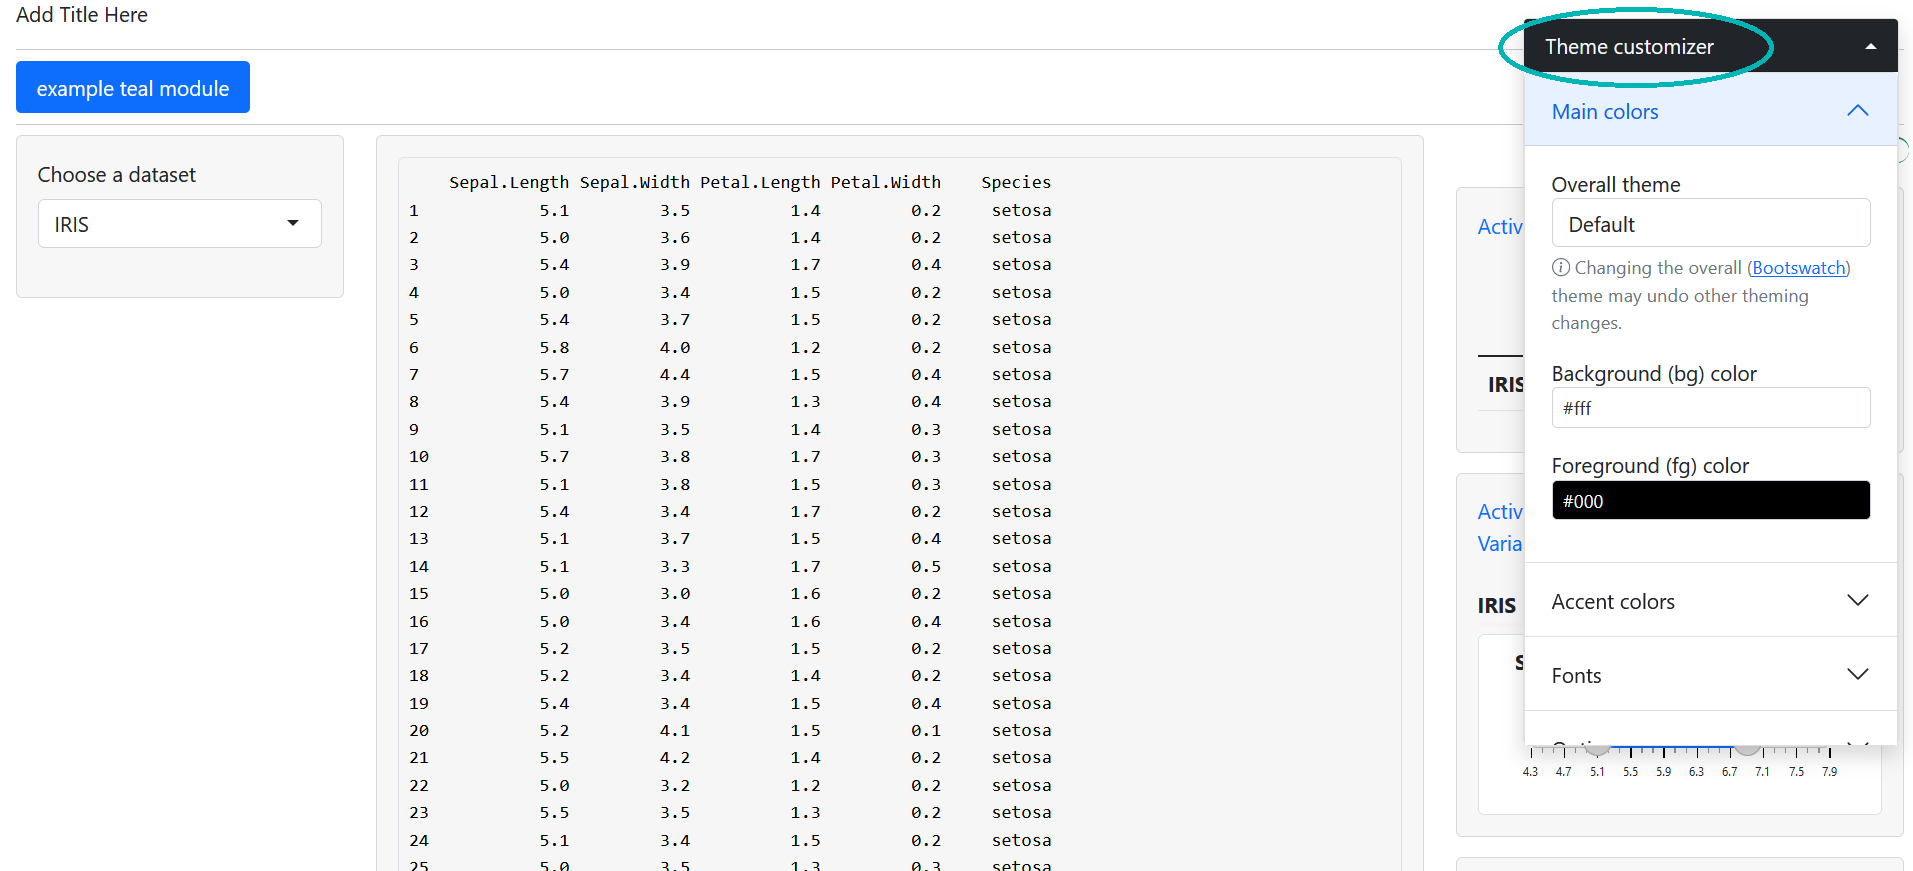 Add Title Here
example teal module
Choose a dataset
IRIS
Sepal.Length Sepal.Width Petal.Length Petal.Width Species
1 5.1 3.5 1.4 0.2 setosa
2 5.0 3.6 1.4 0.2 setosa
3 5.4 3.9 1.7 0.4 setosa
4 5.0 3.4 1.5 0.2 setosa
5 5.4 3.7 1.5 0.2 setosa
6 5.8 4.0 1.2 0.2 setosa
7 5.7 4.4 1.5 0.4 setosa
8 5.4 3.9 1.3 0.4 setosa
9 5.1 3.5 1.4 0.3 setosa
10 5.7 3.8 1.7 0.3 setosa
11 5.1 3.8 1.5 0.3 setosa
12 5.4 3.4 1.7 0.2 setosa
13 5.1 3.7 1.5 0.4 setosa
14 5.1 3.3 1.7 0.5 setosa
15 5.0 3.0 1.6 0.2 setosa
16 5.0 3.4 1.6 0.4 setosa
17 5.2 3.5 1.5 0.2 setosa
18 5.2 3.4 1.4 0.2 setosa
19 5.4 3.4 1.5 0.4 setosa
20 5.2 4.1 1.5 0.1 setosa
21 5.5 4.2 1.4 0.2 setosa
22 5.0 3.2 1.2 0.2 setosa
23 5.5 3.5 1.3 0.2 setosa
24 5.1 3.4 1.5 0.2 setosa
25 5.0 3.5 1.3 0.3 setosa
Activ
IRIS
Activ
Varia
IRIS
S
4.3 4.7 5.1 5.5 5.9 6.3 6.7 7.1 7.5 7.9
Theme customizer
Main colors
Overall theme
Default
Changing the overall (Bootswatch)
theme may undo other theming
changes.
Background (bg) color
#fff
Foreground (fg) color
#000
Accent colors
Fonts